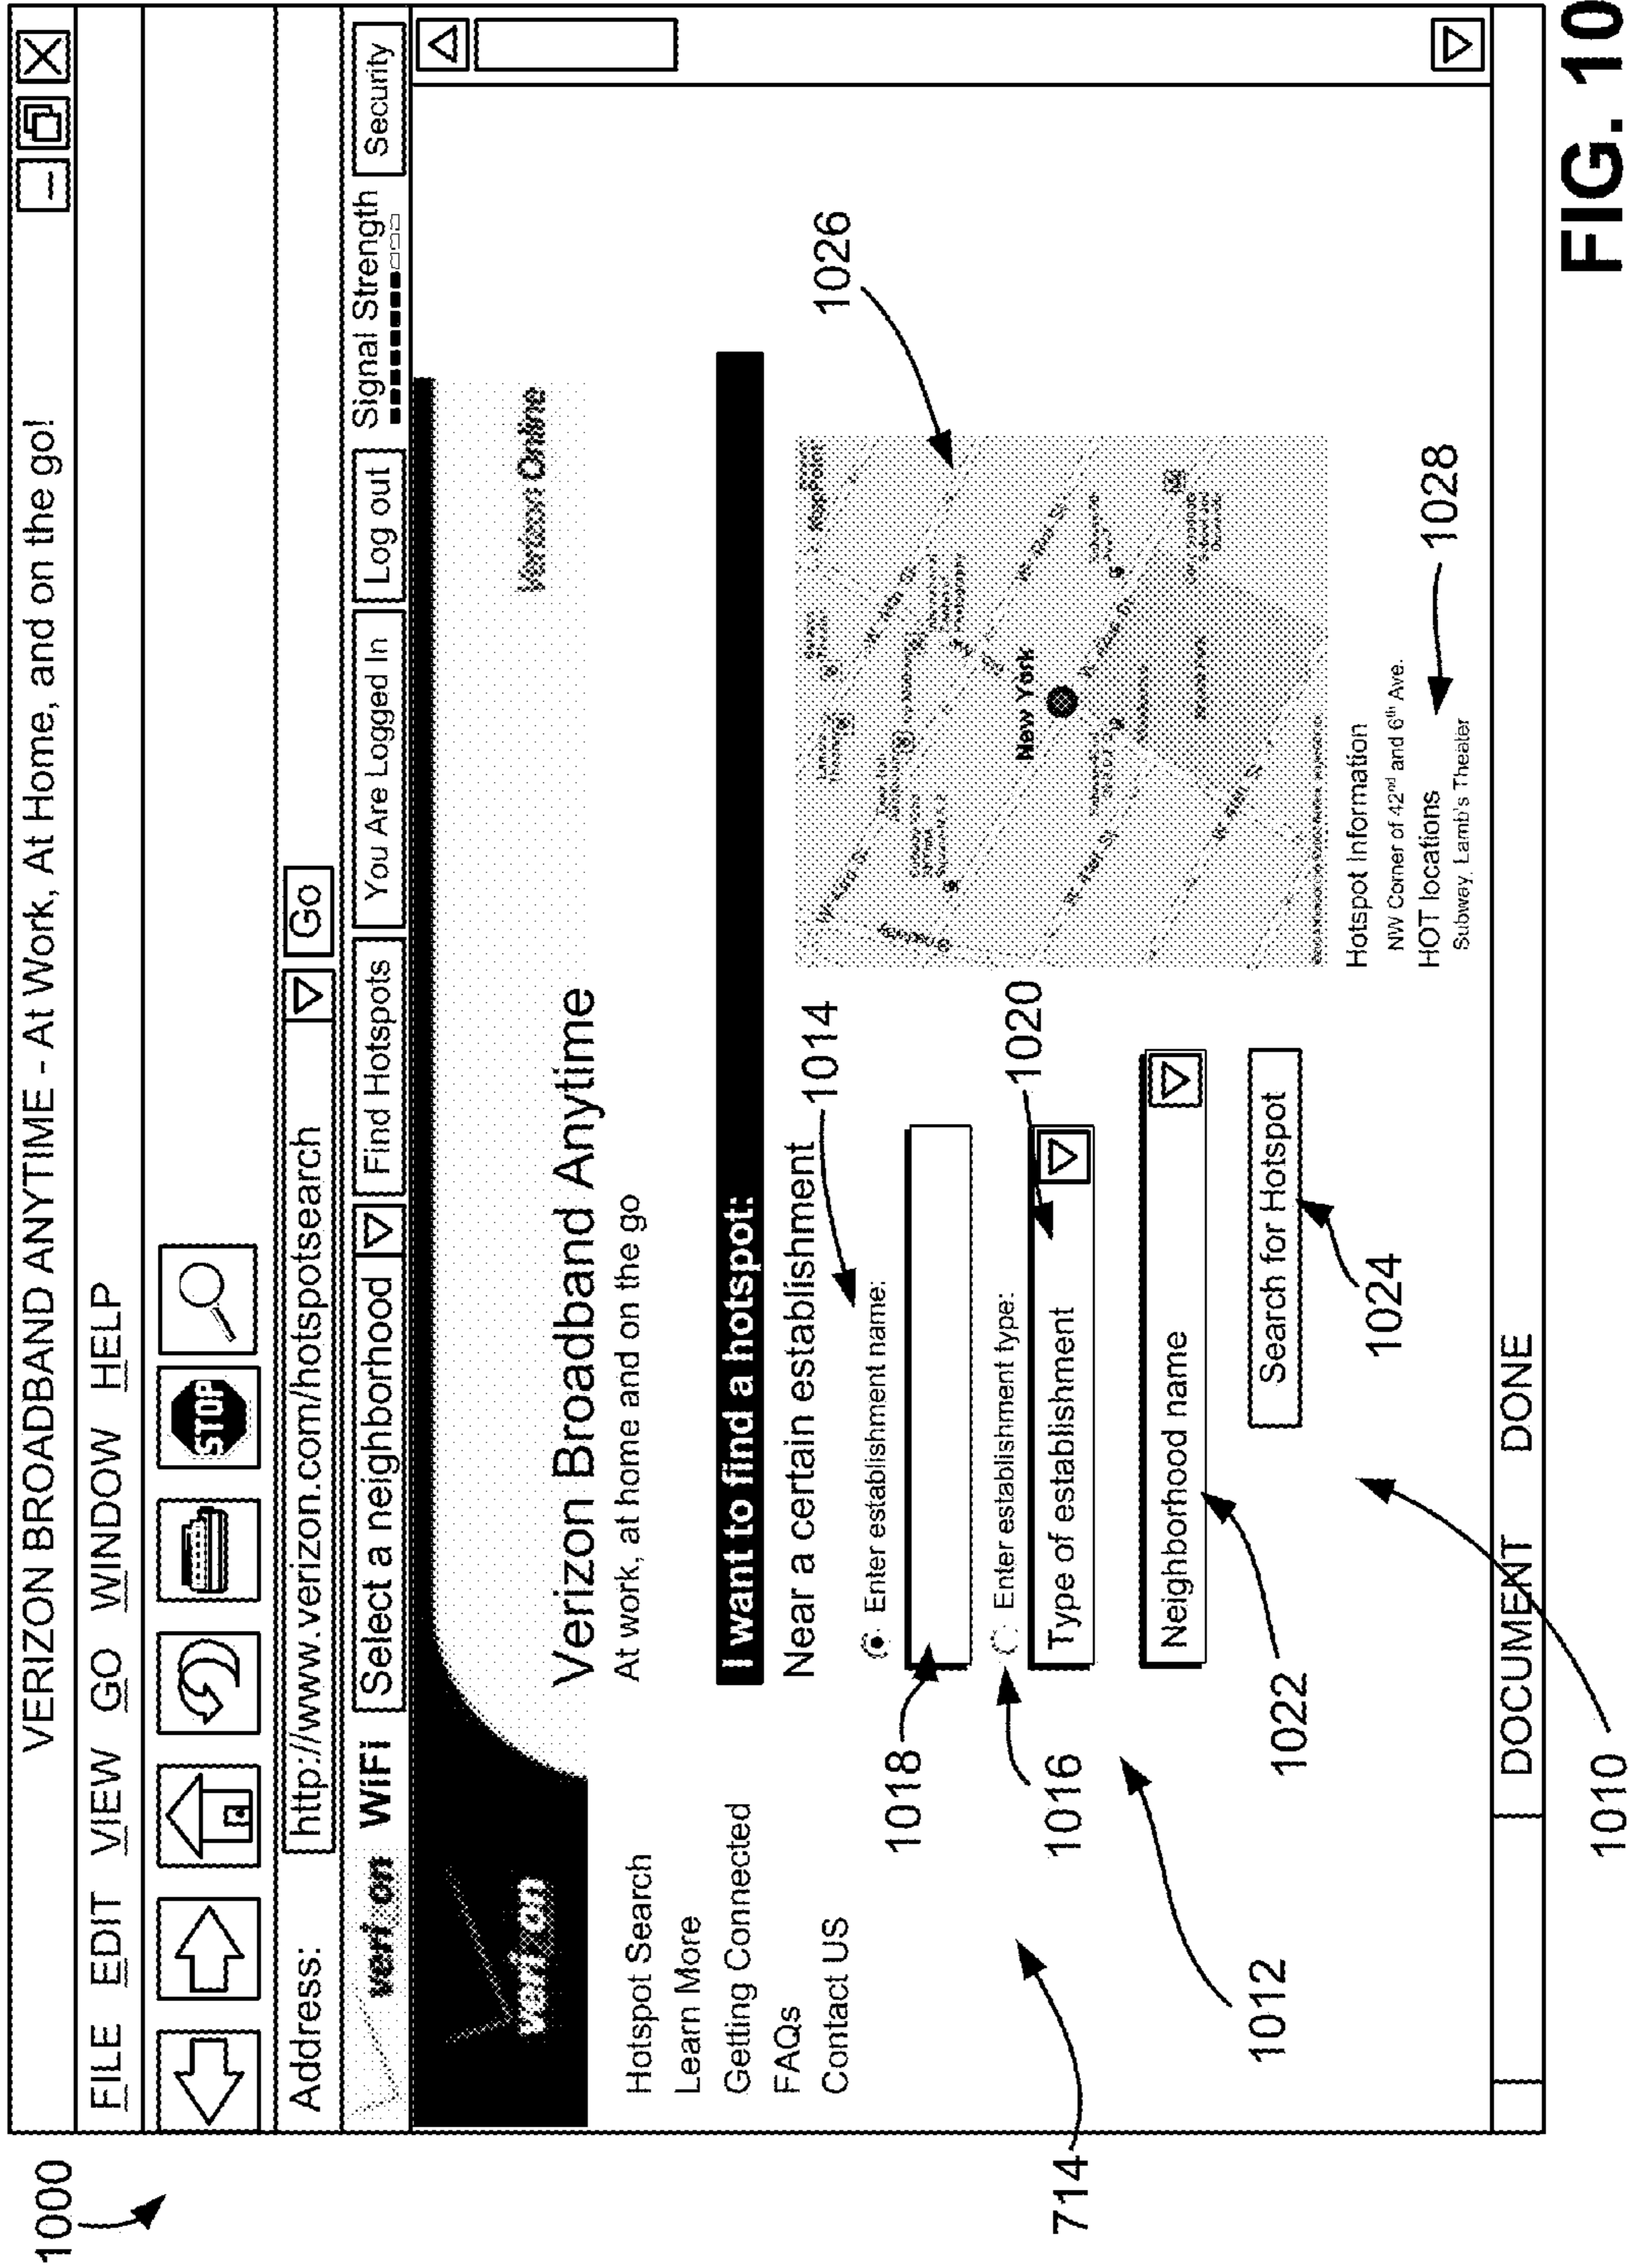 1000
VERIZON BROADBAND ANYTIME - At Work, At Home, and on the go!
FILE EDIT VIEW GO WINDOW HELP
STOP
Address: http://www.verizon.com/hotspotsearch Go
verizon WiFi Select a neighborhood Find Hotspots You Are Logged In Log out Signal Strength Security
verizon
Verizon Online
Verizon Broadband Anytime
At work, at home and on the go
Hotspot Search
Learn More
Getting Connected
FAQs
Contact US
I want to find a hotspot:
Near a certain establishment
1014
Enter establishment name:
1018
1016
Enter establishment type:
1020
Type of establishment
Neighborhood name
1022
Search for Hotspot
1024
714
1012
1010
1026
MapPoint
New York
Hotspot Information
NW Corner of 42nd and 6th Ave.
HOT locations
1028
Subway, Lamb's Theater
DOCUMENT DONE
FIG. 10